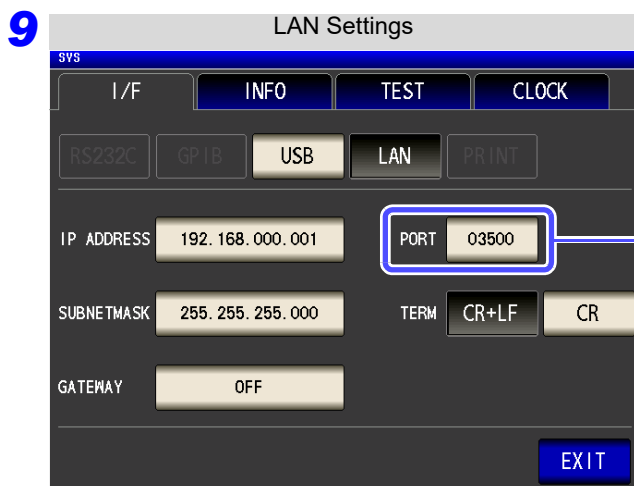 9
LAN Settings
SYS
I/F INFO TEST CLOCK
RS232C GPIB USB LAN PRINT
IP ADDRESS 192.168.000.001 PORT 03500
SUBNETMASK 255.255.255.000 TERM CR+LF CR
GATEWAY OFF
EXIT